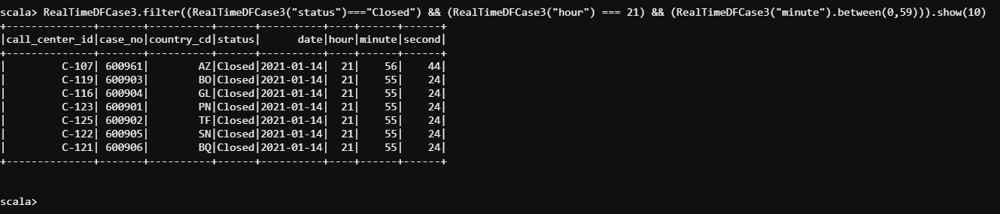 scala> RealTimeDFCase3.filter((RealTimeDFCase3("status")==="Closed") && (RealTimeDFCase3("hour") === 21) && (RealTimeDFCase3("minute").between(0,59))).show(10)
+--------------+-------+----------+------+----------+----+------+------+
|call_center_id|case_no|country_cd|status|      date|hour|minute|second|
+--------------+-------+----------+------+----------+----+------+------+
|         C-107| 600961|        AZ|Closed|2021-01-14|  21|    56|    44|
|         C-119| 600903|        BO|Closed|2021-01-14|  21|    55|    24|
|         C-116| 600904|        GL|Closed|2021-01-14|  21|    55|    24|
|         C-123| 600901|        PN|Closed|2021-01-14|  21|    55|    24|
|         C-125| 600902|        TF|Closed|2021-01-14|  21|    55|    24|
|         C-122| 600905|        SN|Closed|2021-01-14|  21|    55|    24|
|         C-121| 600906|        BQ|Closed|2021-01-14|  21|    55|    24|
+--------------+-------+----------+------+----------+----+------+------+
scala>